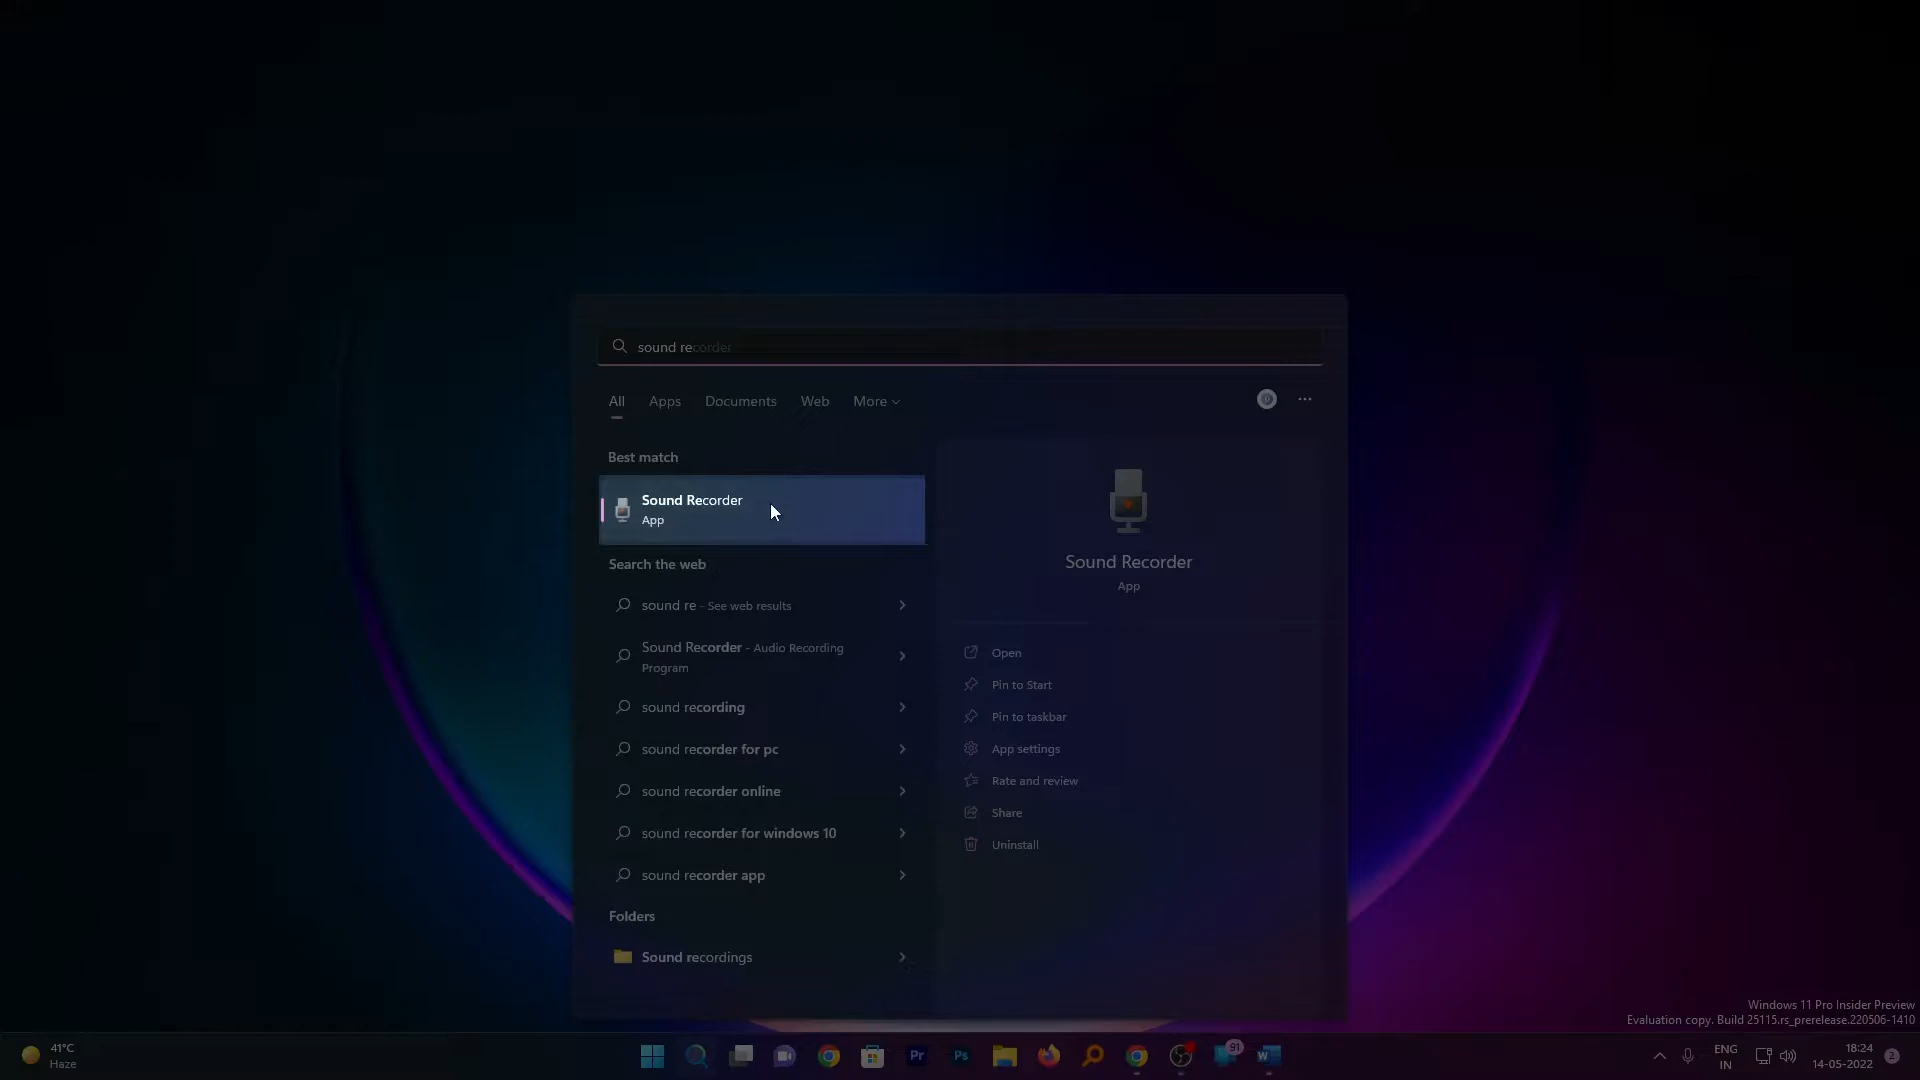 sound recorder
All Apps Documents Web More
Best match
Sound Recorder
App
Search the web
sound re - See web results
Sound Recorder - Audio Recording
Program
sound recording
sound recorder for pc
sound recorder online
sound recorder for windows 10
sound recorder app
Folders
Sound recordings
Sound Recorder
App
Open
Pin to Start
Pin to taskbar
App settings
Rate and review
Share
Uninstall
Windows 11 Pro Insider Preview
Evaluation copy. Build 25115.rs_prerelease.220506-1410
41°C
Haze
Pr
Ps
91
W
ENG
IN
18:24
14-05-2022
2